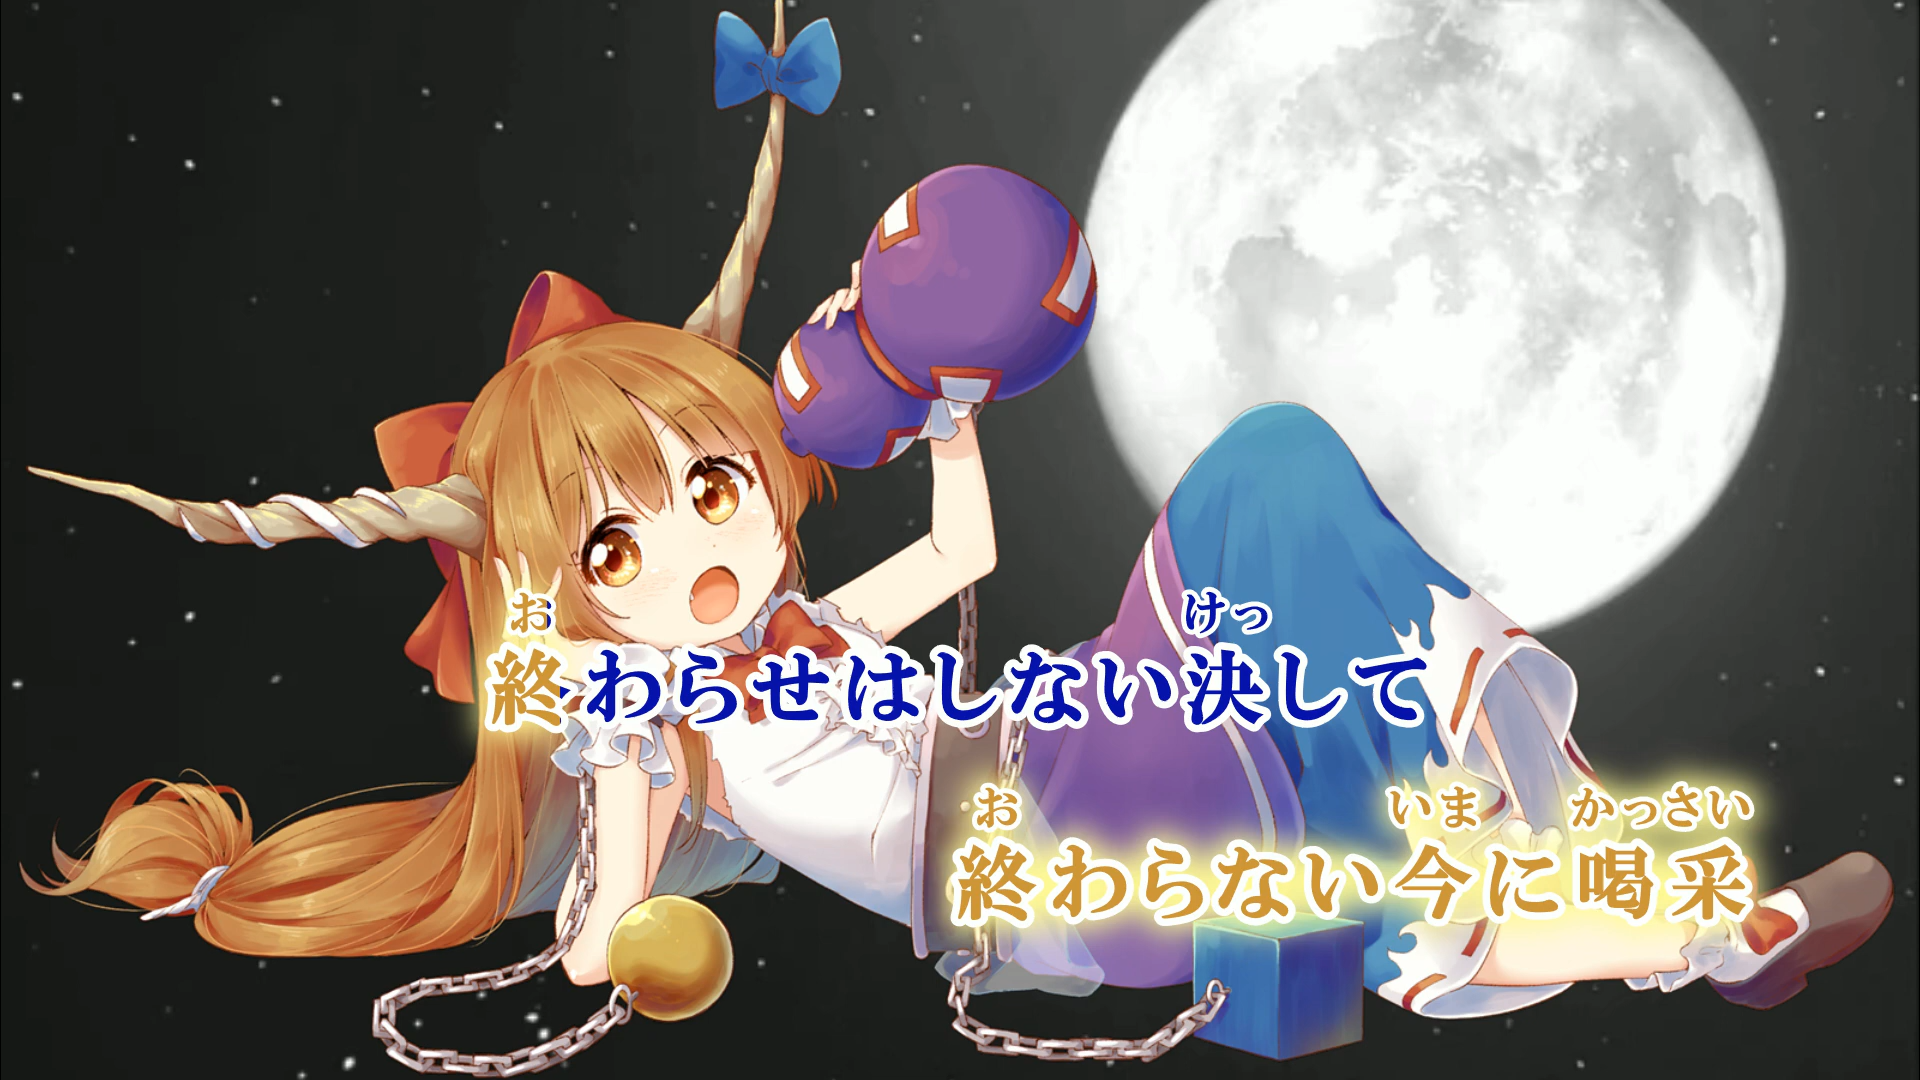 お けっ
終わらせはしない決して
お いま かっさい
終わらない今に喝采